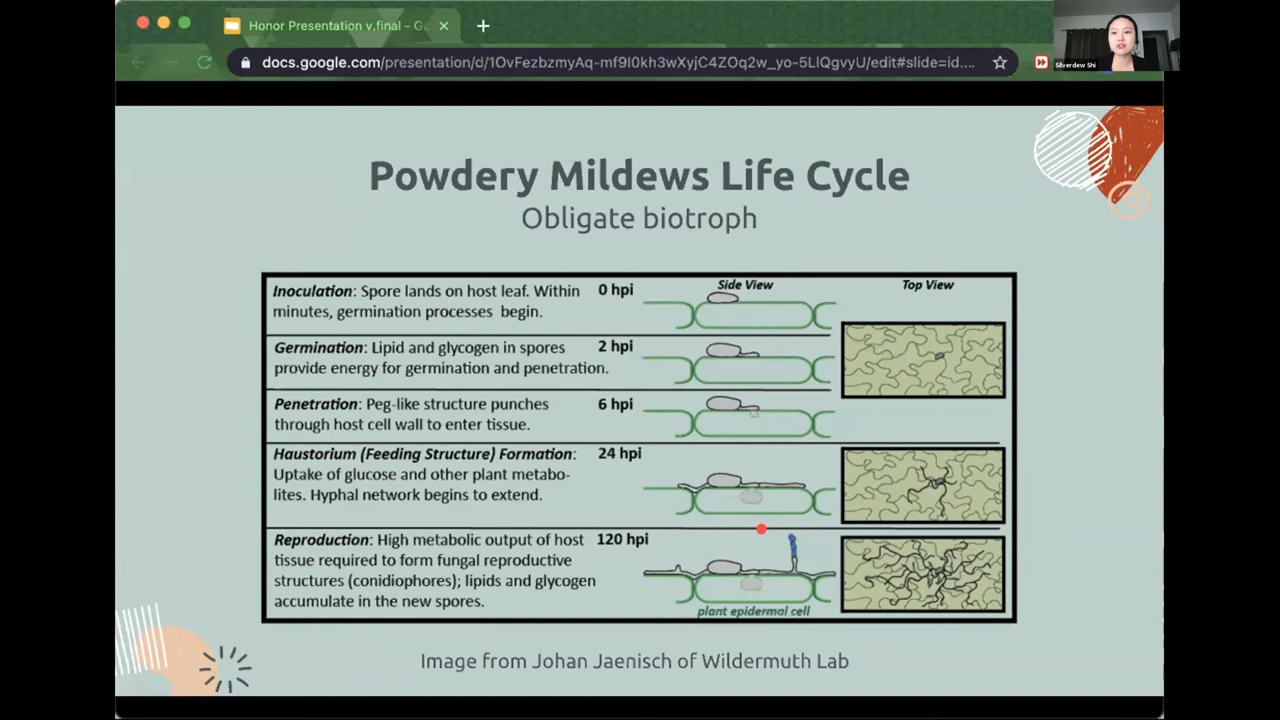 Honor Presentation v.final - Go
docs.google.com/presentation/d/1OvFezbzmyAq-mf9I0kh3wXyjC4ZOq2w_yo-5LIQgvyU/edit#slide=id....
Silverdew Shi
Powdery Mildews Life Cycle
Obligate biotroph
Side View
Top View
Inoculation: Spore lands on host leaf. Within 0 hpi
minutes, germination processes begin.
Germination: Lipid and glycogen in spores 2 hpi
provide energy for germination and penetration.
Penetration: Peg-like structure punches 6 hpi
through host cell wall to enter tissue.
Haustorium (Feeding Structure) Formation: 24 hpi
Uptake of glucose and other plant metabo-
lites. Hyphal network begins to extend.
Reproduction: High metabolic output of host 120 hpi
tissue required to form fungal reproductive
structures (conidiophores); lipids and glycogen
accumulate in the new spores.
plant epidermal cell
Image from Johan Jaenisch of Wildermuth Lab